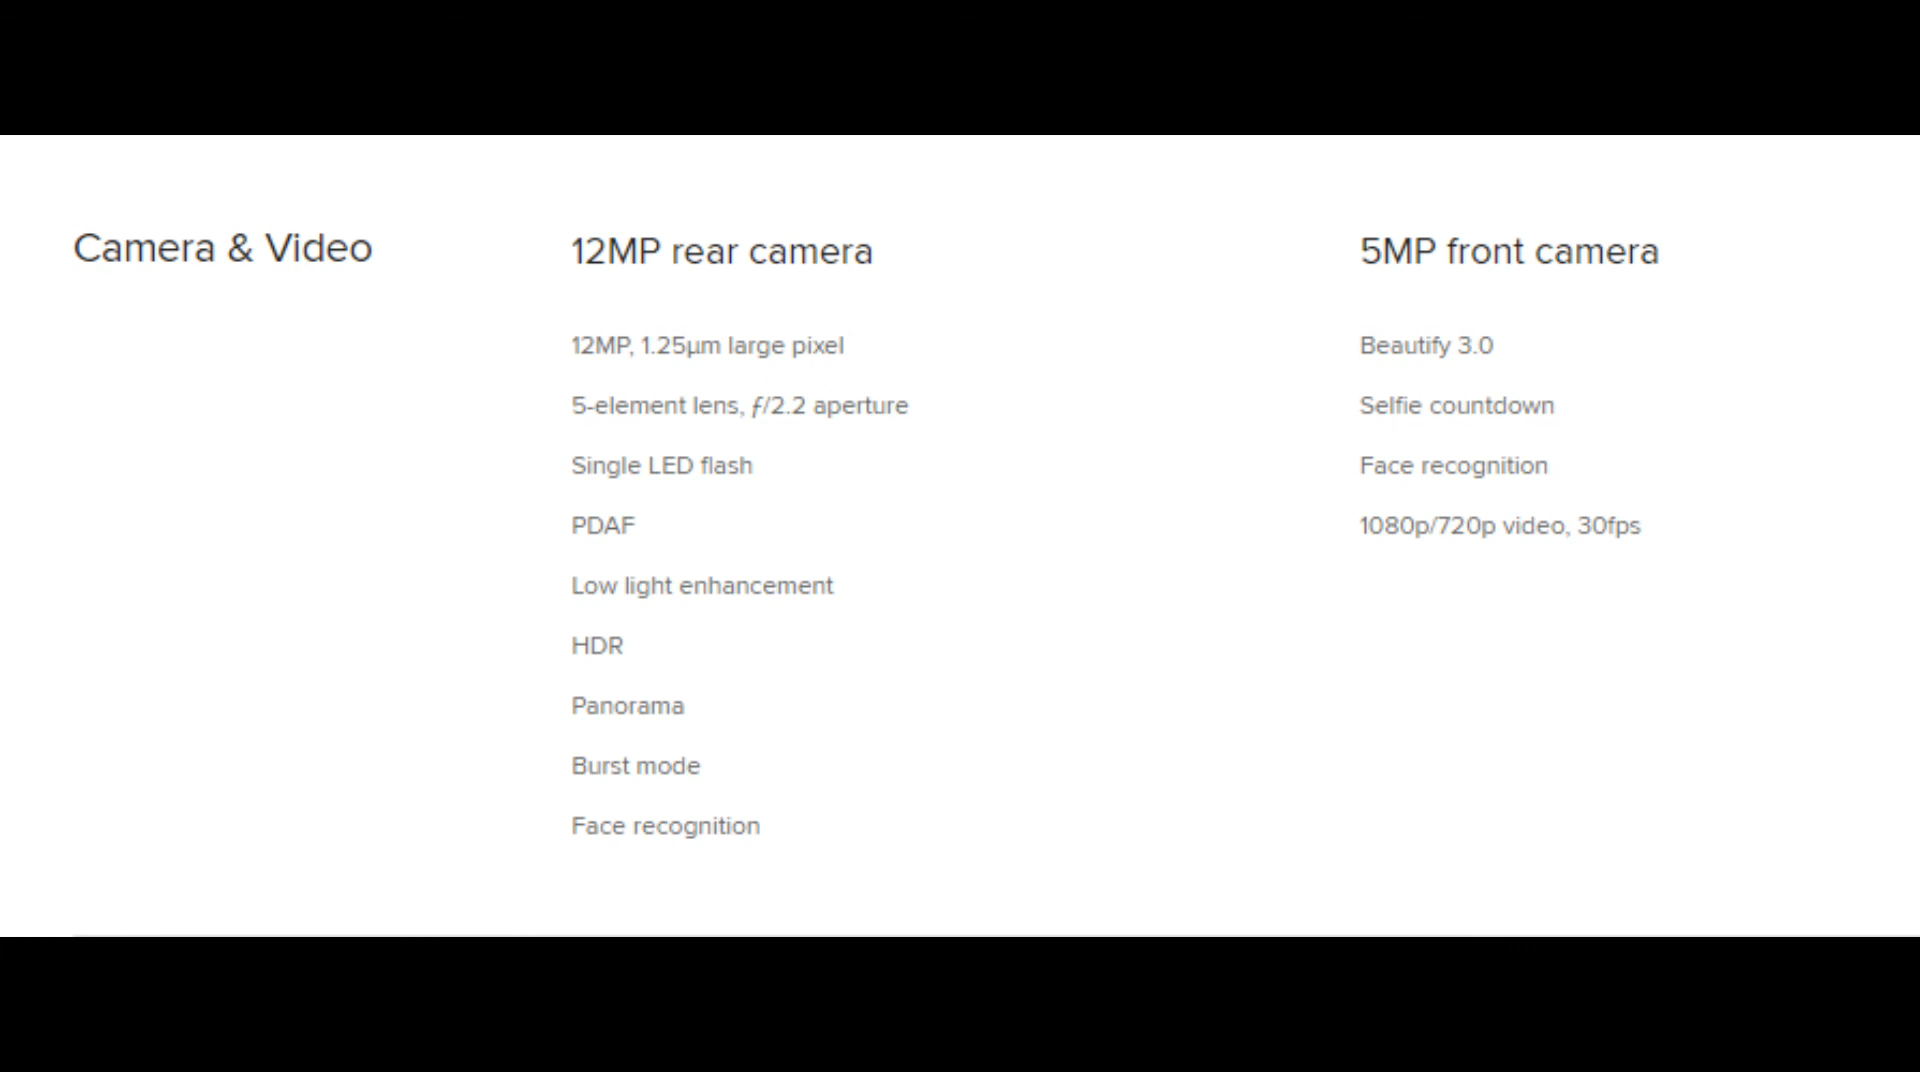 Camera & Video
12MP rear camera
12MP, 1.25μm large pixel
5-element lens, ƒ/2.2 aperture
Single LED flash
PDAF
Low light enhancement
HDR
Panorama
Burst mode
Face recognition
5MP front camera
Beautify 3.0
Selfie countdown
Face recognition
1080p/720p video, 30fps